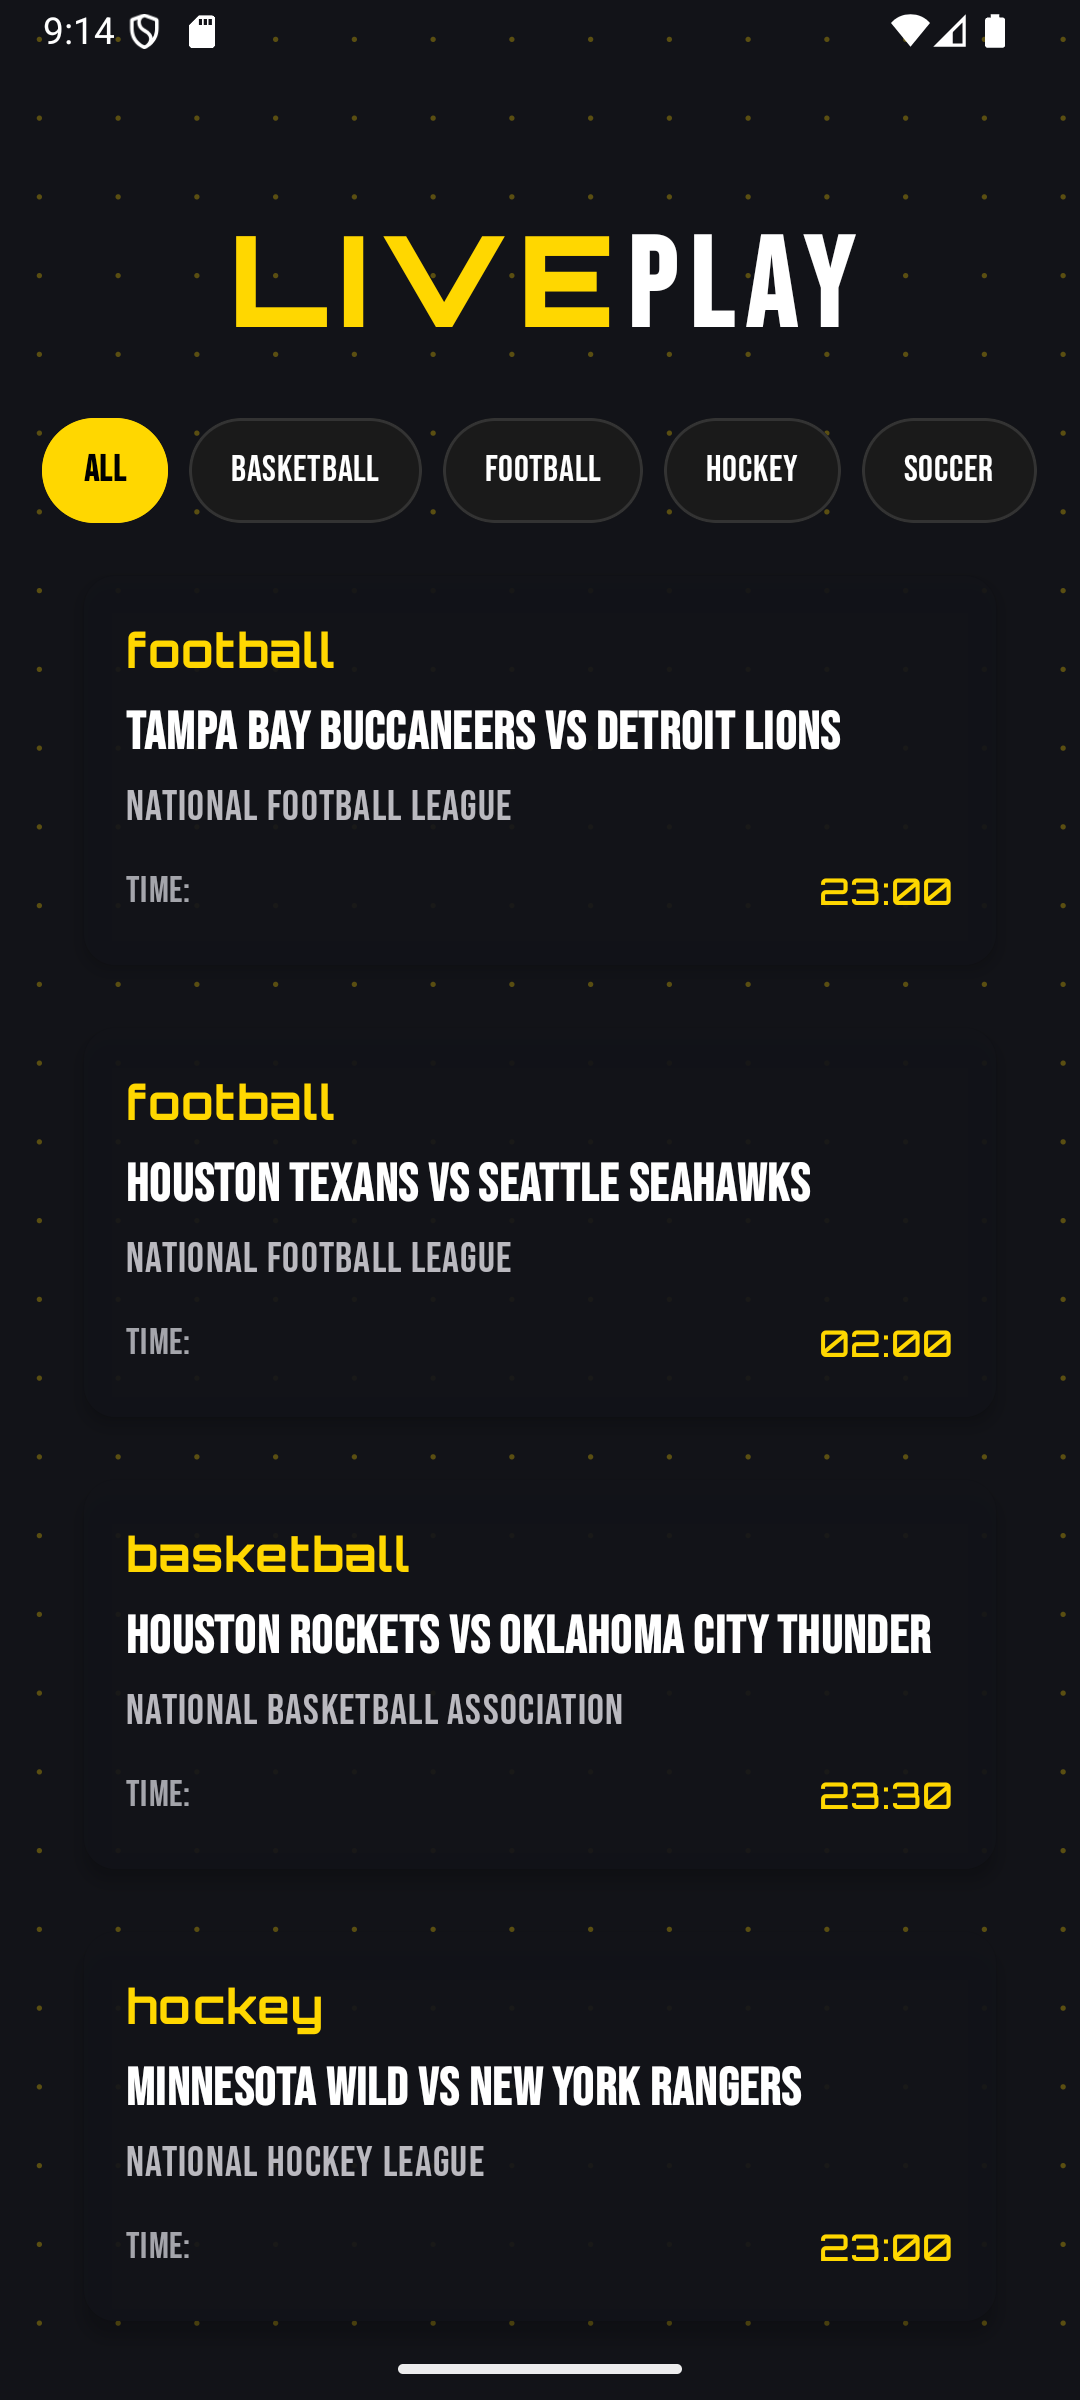 9:14
LIVEPLAY
ALL BASKETBALL FOOTBALL HOCKEY SOCCER
football
TAMPA BAY BUCCANEERS VS DETROIT LIONS
NATIONAL FOOTBALL LEAGUE
TIME: 23:00
football
HOUSTON TEXANS VS SEATTLE SEAHAWKS
NATIONAL FOOTBALL LEAGUE
TIME: 02:00
basketball
HOUSTON ROCKETS VS OKLAHOMA CITY THUNDER
NATIONAL BASKETBALL ASSOCIATION
TIME: 23:30
hockey
MINNESOTA WILD VS NEW YORK RANGERS
NATIONAL HOCKEY LEAGUE
TIME: 23:00